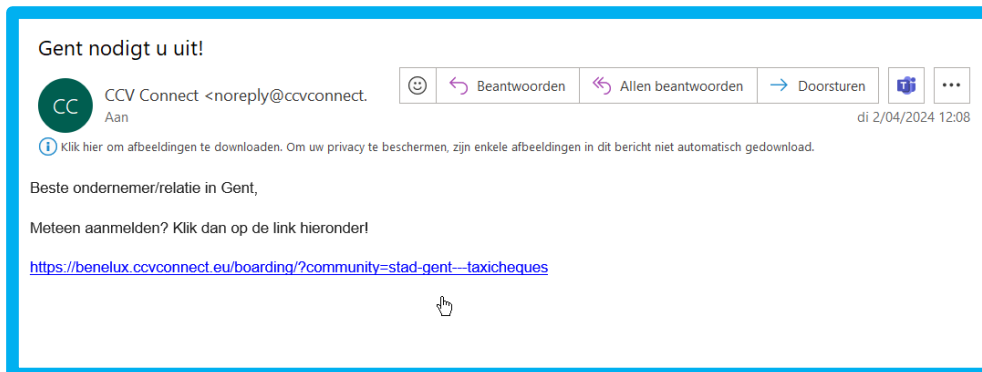 Gent nodigt u uit!
CC
CCV Connect <noreply@ccvconnect.
Beantwoorden
Allen beantwoorden
Doorsturen
Aan
di 2/04/2024 12:08
Klik hier om afbeeldingen te downloaden. Om uw privacy te beschermen, zijn enkele afbeeldingen in dit bericht niet automatisch gedownload.
Beste ondernemer/relatie in Gent,
Meteen aanmelden? Klik dan op de link hieronder!
https://benelux.ccvconnect.eu/boarding/?community=stad-gent---taxicheques